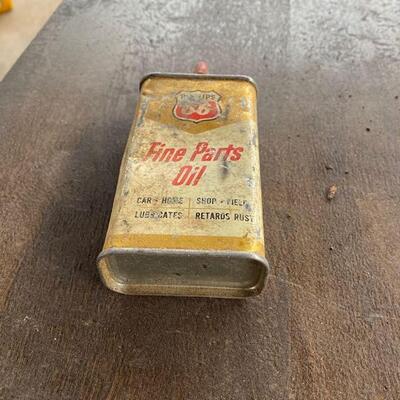 PHILLIPS
66
Fine Parts
Oil
CAR • HOME SHOP • FIELD
LUBRICATES RETARDS RUST